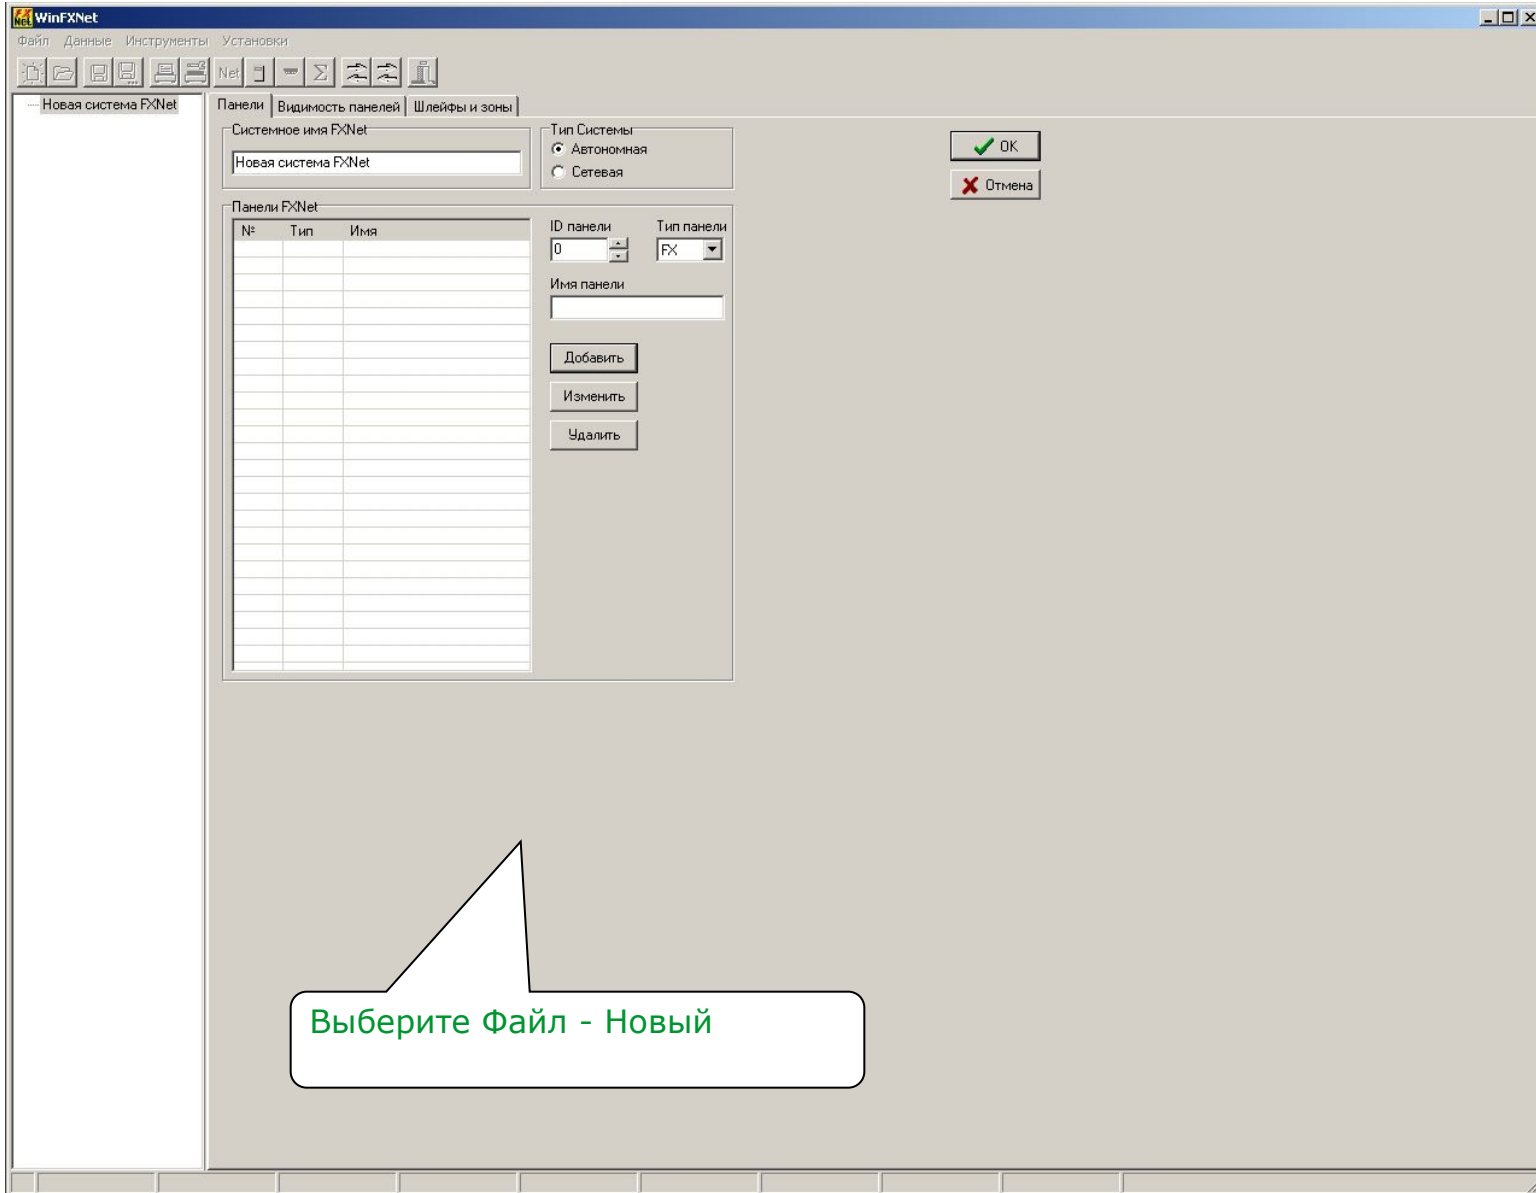 WinFXNet
Файл Данные Инструменты Установки
Net
Новая система FXNet
Панели Видимость панелей Шлейфы и зоны
Системное имя FXNet
Новая система FXNet
Тип Системы
Автономная
Сетевая
OK
Отмена
Панели FXNet
№ Тип Имя
ID панели Тип панели
0 FX
Имя панели
Добавить
Изменить
Удалить
Выберите Файл - Новый